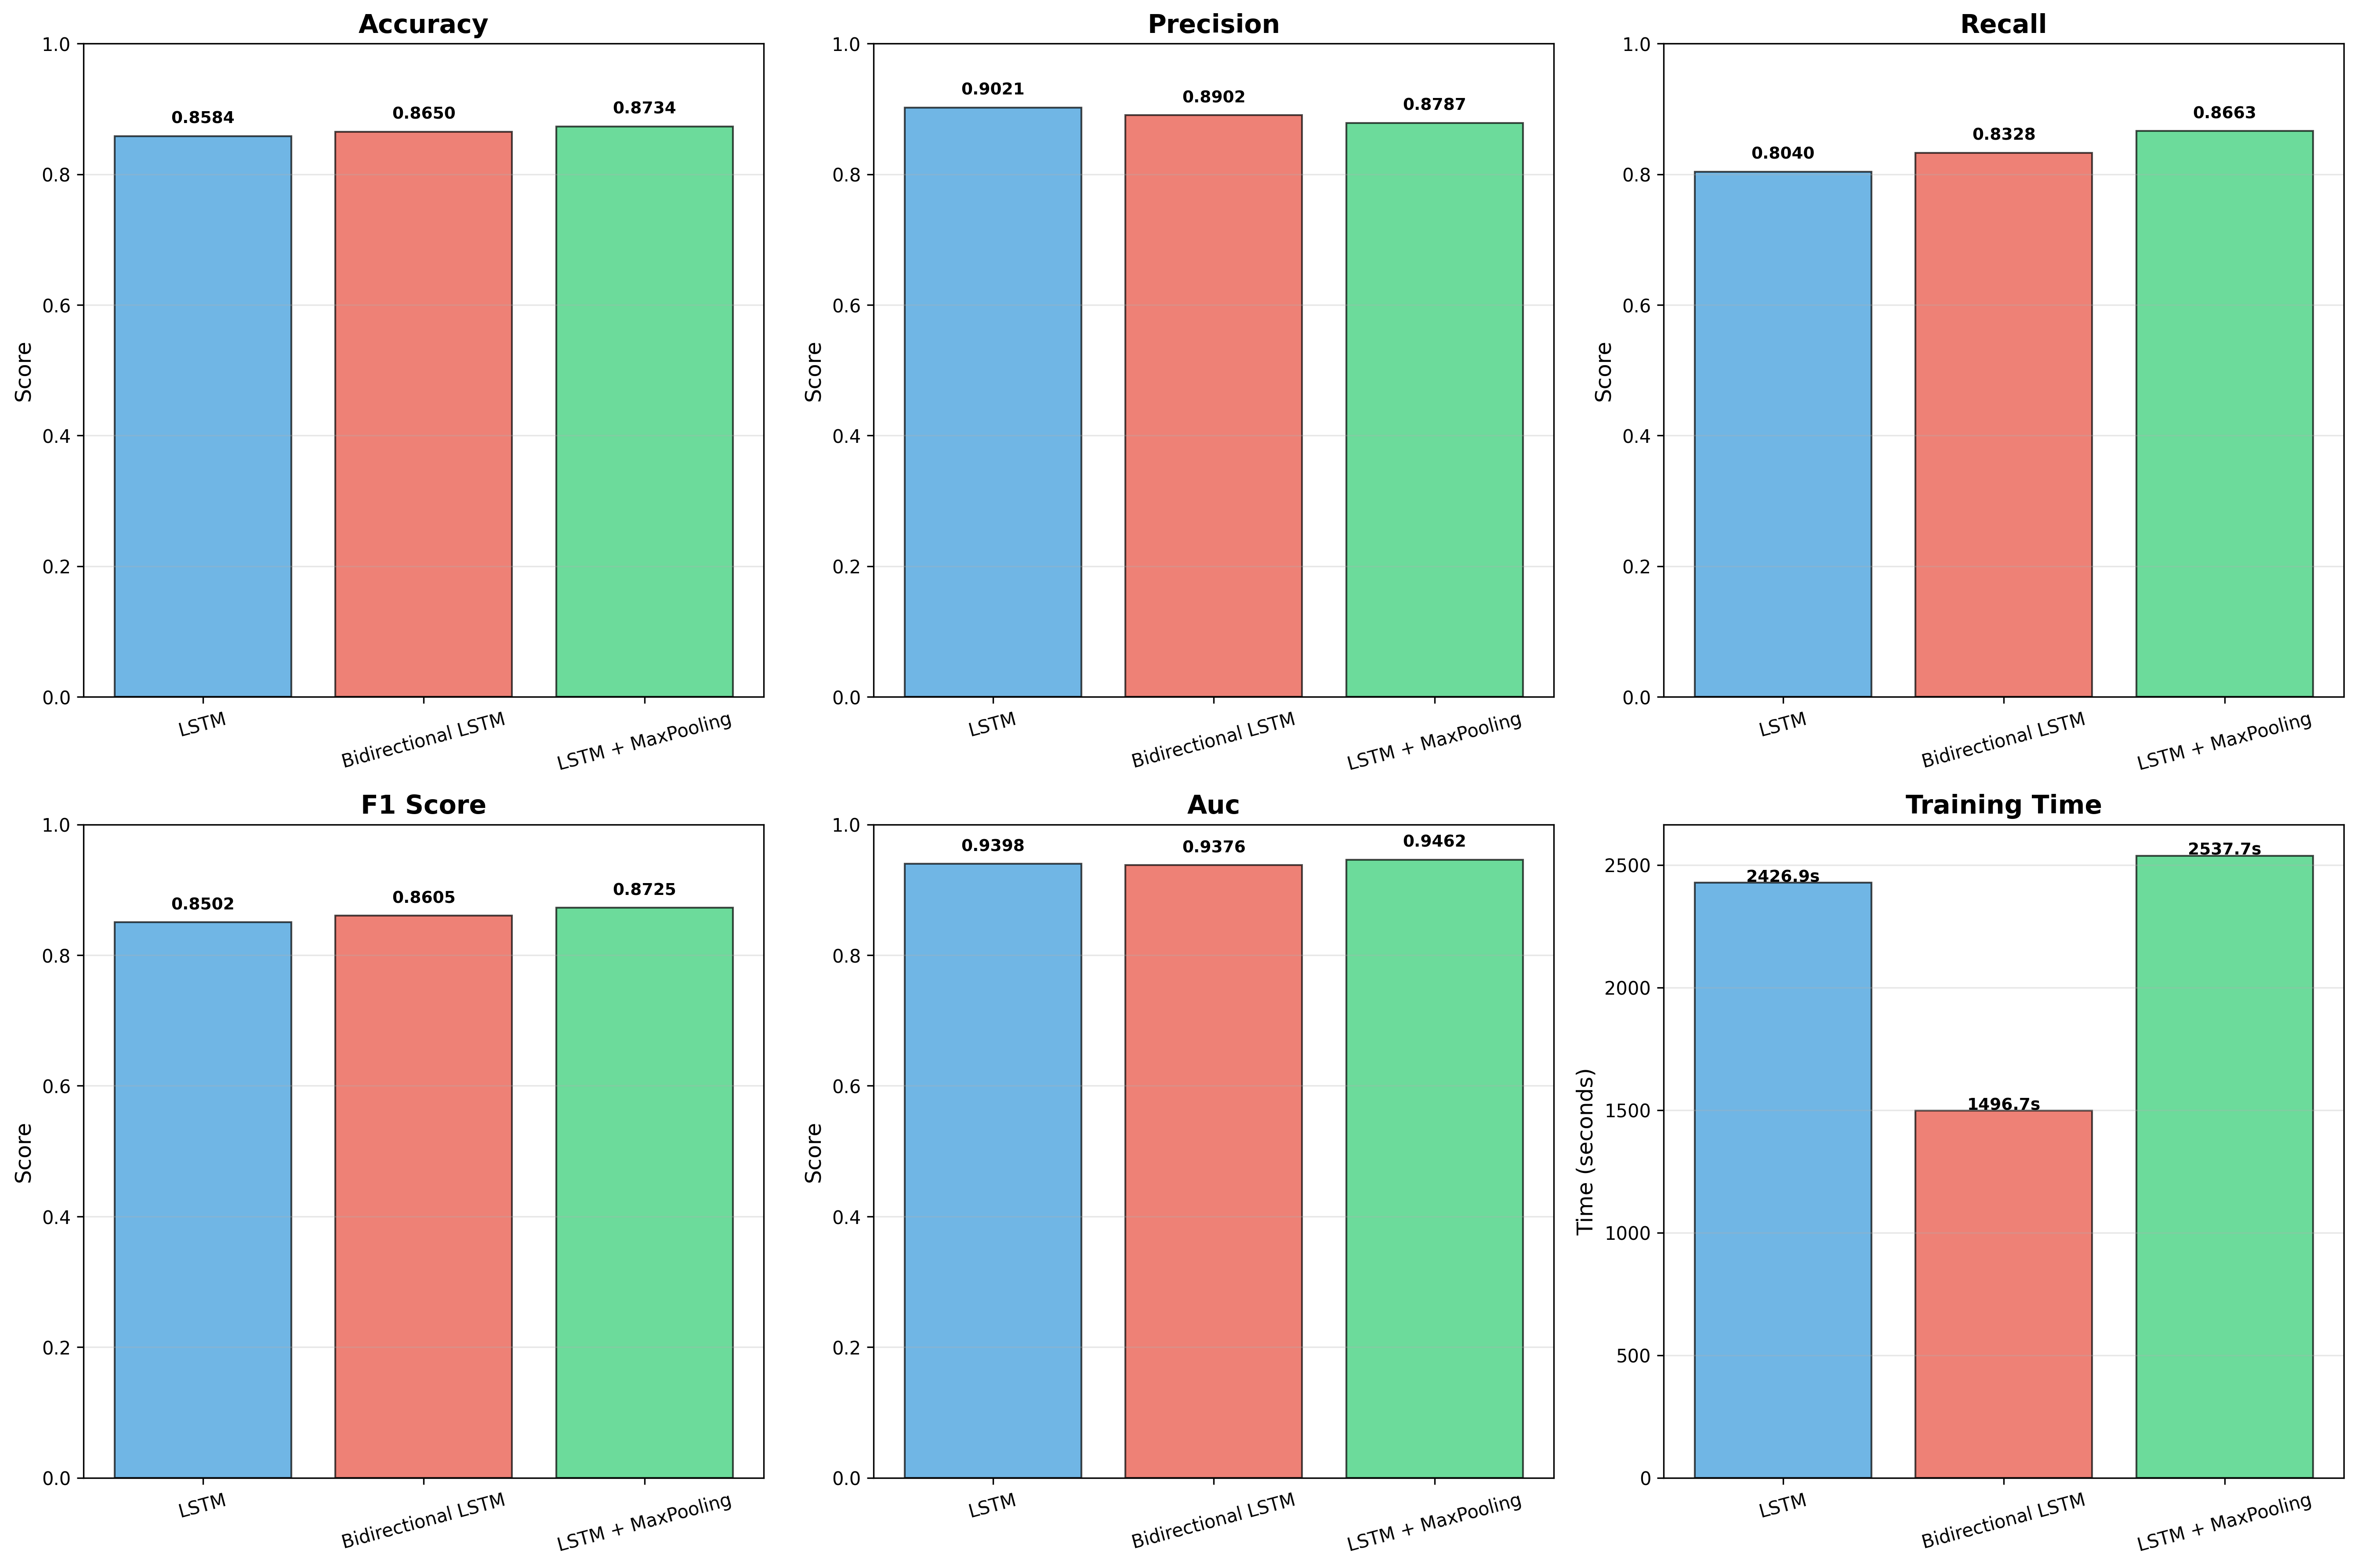 Accuracy
1.0
0.8
0.6
0.4
0.2
0.0
Score
0.8584
0.8650
0.8734
LSTM
Bidirectional LSTM
LSTM + MaxPooling
Precision
1.0
0.8
0.6
0.4
0.2
0.0
Score
0.9021
0.8902
0.8787
LSTM
Bidirectional LSTM
LSTM + MaxPooling
Recall
1.0
0.8
0.6
0.4
0.2
0.0
Score
0.8040
0.8328
0.8663
LSTM
Bidirectional LSTM
LSTM + MaxPooling
F1 Score
1.0
0.8
0.6
0.4
0.2
0.0
Score
0.8502
0.8605
0.8725
LSTM
Bidirectional LSTM
LSTM + MaxPooling
Auc
1.0
0.8
0.6
0.4
0.2
0.0
Score
0.9398
0.9376
0.9462
LSTM
Bidirectional LSTM
LSTM + MaxPooling
Training Time
2500
2000
1500
1000
500
0
Time (seconds)
2426.9s
1496.7s
2537.7s
LSTM
Bidirectional LSTM
LSTM + MaxPooling